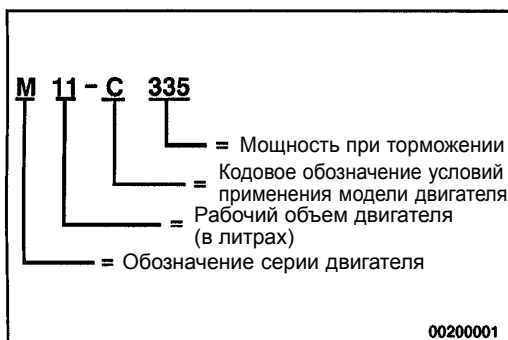 М 11 - С 335
= Мощность при торможении
Кодовое обозначение условий
= применения модели двигателя
Рабочий объем двигателя
= (в литрах)
= Обозначение серии двигателя
00200001